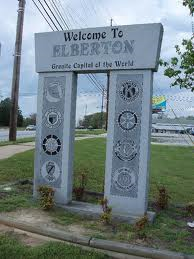 Welcome To
ELBERTON
Granite Capital of the World